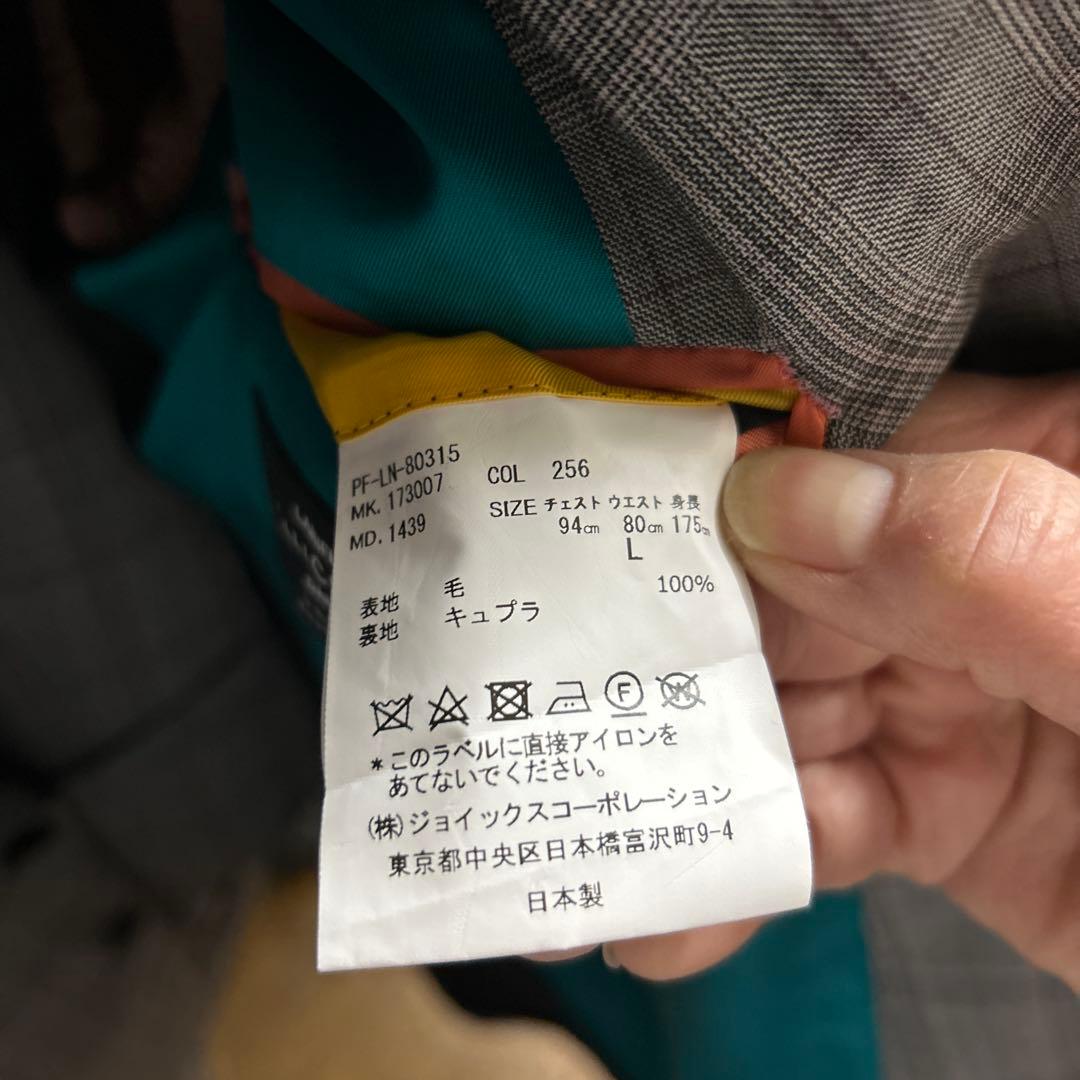 PF-LN-80315
MK. 173007
MD. 1439
COL 256
SIZE チェスト ウエスト 身長
94㎝ 80㎝ 175㎝
L
表地 毛 100%
裏地 キュプラ
F
W
*このラベルに直接アイロンを
あてないでください。
(株)ジョイックスコーポレーション
東京都中央区日本橋富沢町9-4
日本製